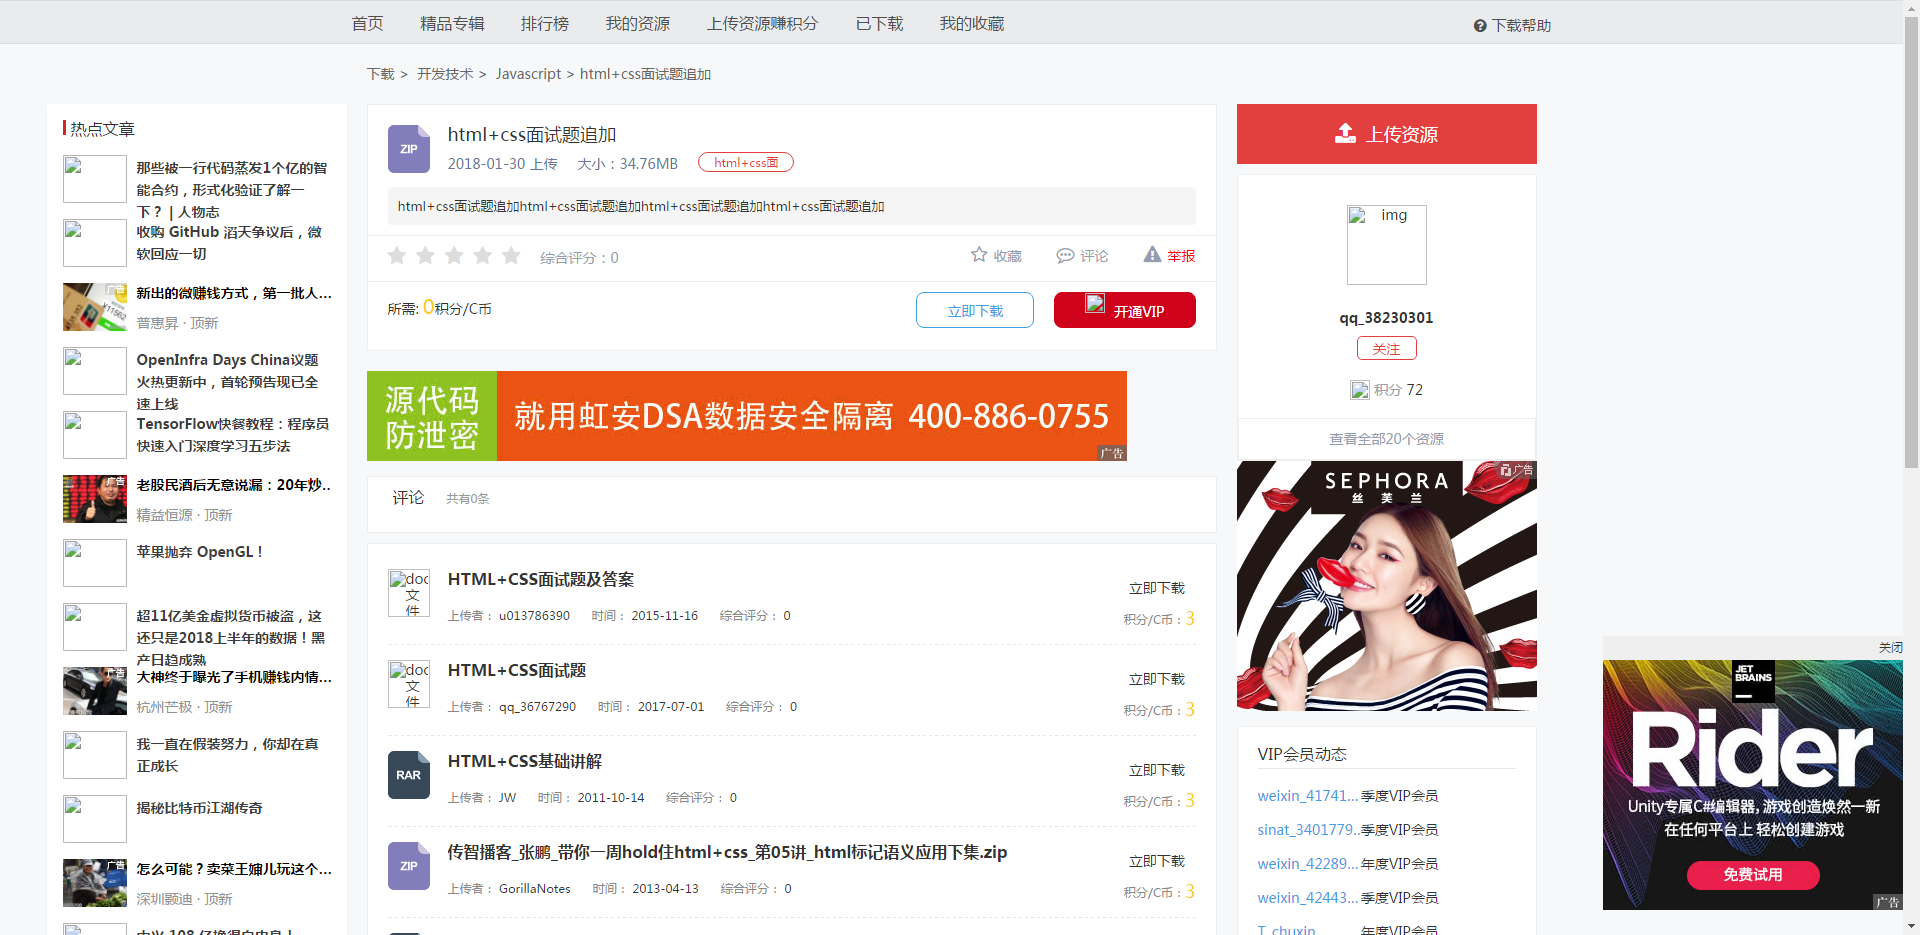 首页 精品专辑 排行榜 我的资源 上传资源赚积分 已下载 我的收藏 下载帮助
下载 > 开发技术 > Javascript > html+css面试题追加
热点文章
那些被一行代码蒸发1个亿的智
能合约，形式化验证了解一
下？ | 人物志
收购 GitHub 滔天争议后，微
软回应一切
广告
新出的微赚钱方式，第一批人...
普惠昇 · 顶新
OpenInfra Days China议题
火热更新中，首轮预告现已全
速上线
TensorFlow快餐教程：程序员
快速入门深度学习五步法
广告
老股民酒后无意说漏：20年炒..
精益恒源 · 顶新
苹果抛弃 OpenGL！
超11亿美金虚拟货币被盗，这
还只是2018上半年的数据！黑
产日趋成熟
广告
大神终于曝光了手机赚钱内情...
杭州芒极 · 顶新
我一直在假装努力，你却在真
正成长
揭秘比特币江湖传奇
广告
怎么可能？卖菜王婶儿玩这个...
深圳颢迪 · 顶新
ZIP
html+css面试题追加
2018-01-30 上传 大小：34.76MB html+css面
html+css面试题追加html+css面试题追加html+css面试题追加html+css面试题追加
综合评分：0 收藏 评论 举报
所需: 0积分/C币 立即下载 开通VIP
源代码
防泄密
就用虹安DSA数据安全隔离 400-886-0755
广告
评论 共有0条
doc
文
件
HTML+CSS面试题及答案
立即下载
上传者： u013786390 时间： 2015-11-16 综合评分： 0
积分/C币：3
doc
文
件
HTML+CSS面试题
立即下载
上传者： qq_36767290 时间： 2017-07-01 综合评分： 0
积分/C币：3
RAR
HTML+CSS基础讲解
立即下载
上传者： JW 时间： 2011-10-14 综合评分： 0
积分/C币：3
ZIP
传智播客_张鹏_带你一周hold住html+css_第05讲_html标记语义应用下集.zip
立即下载
上传者： GorillaNotes 时间： 2013-04-13 综合评分： 0
积分/C币：3
上传资源
img
qq_38230301
关注
积分 72
查看全部20个资源
广告
SEPHORA
丝芙兰
VIP会员动态
weixin_41741... 季度VIP会员
sinat_3401779.. 季度VIP会员
weixin_42289... 年度VIP会员
weixin_42443... 季度VIP会员
T_chuxin 年度VIP会员
关闭
JET
BRAINS
Rider
Unity专属C#编辑器，游戏创造焕然一新
在任何平台上 轻松创建游戏
免费试用
广告